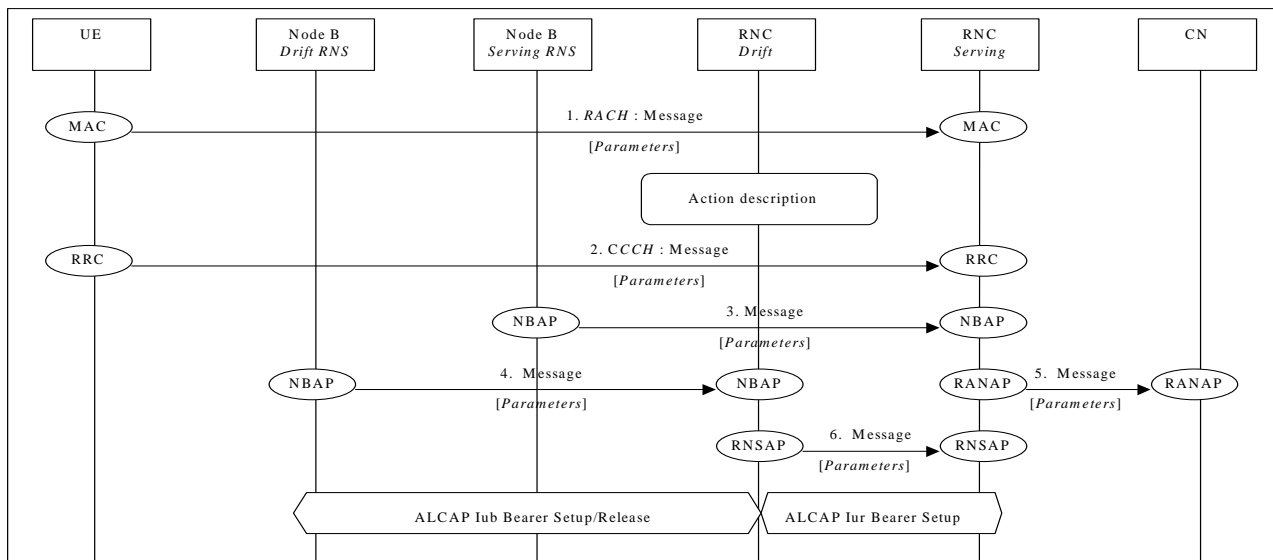 UE
Node B
Drift RNS
Node B
Serving RNS
RNC
Drift
RNC
Serving
CN
MAC
1. RACH : Message
[Parameters]
MAC
Action description
RRC
2. CCCH : Message
[Parameters]
RRC
NBAP
3. Message
[Parameters]
NBAP
NBAP
4. Message
[Parameters]
NBAP
RANAP
5. Message
[Parameters]
RANAP
RNSAP
6. Message
[Parameters]
RNSAP
ALCAP Iub Bearer Setup/Release
ALCAP Iur Bearer Setup